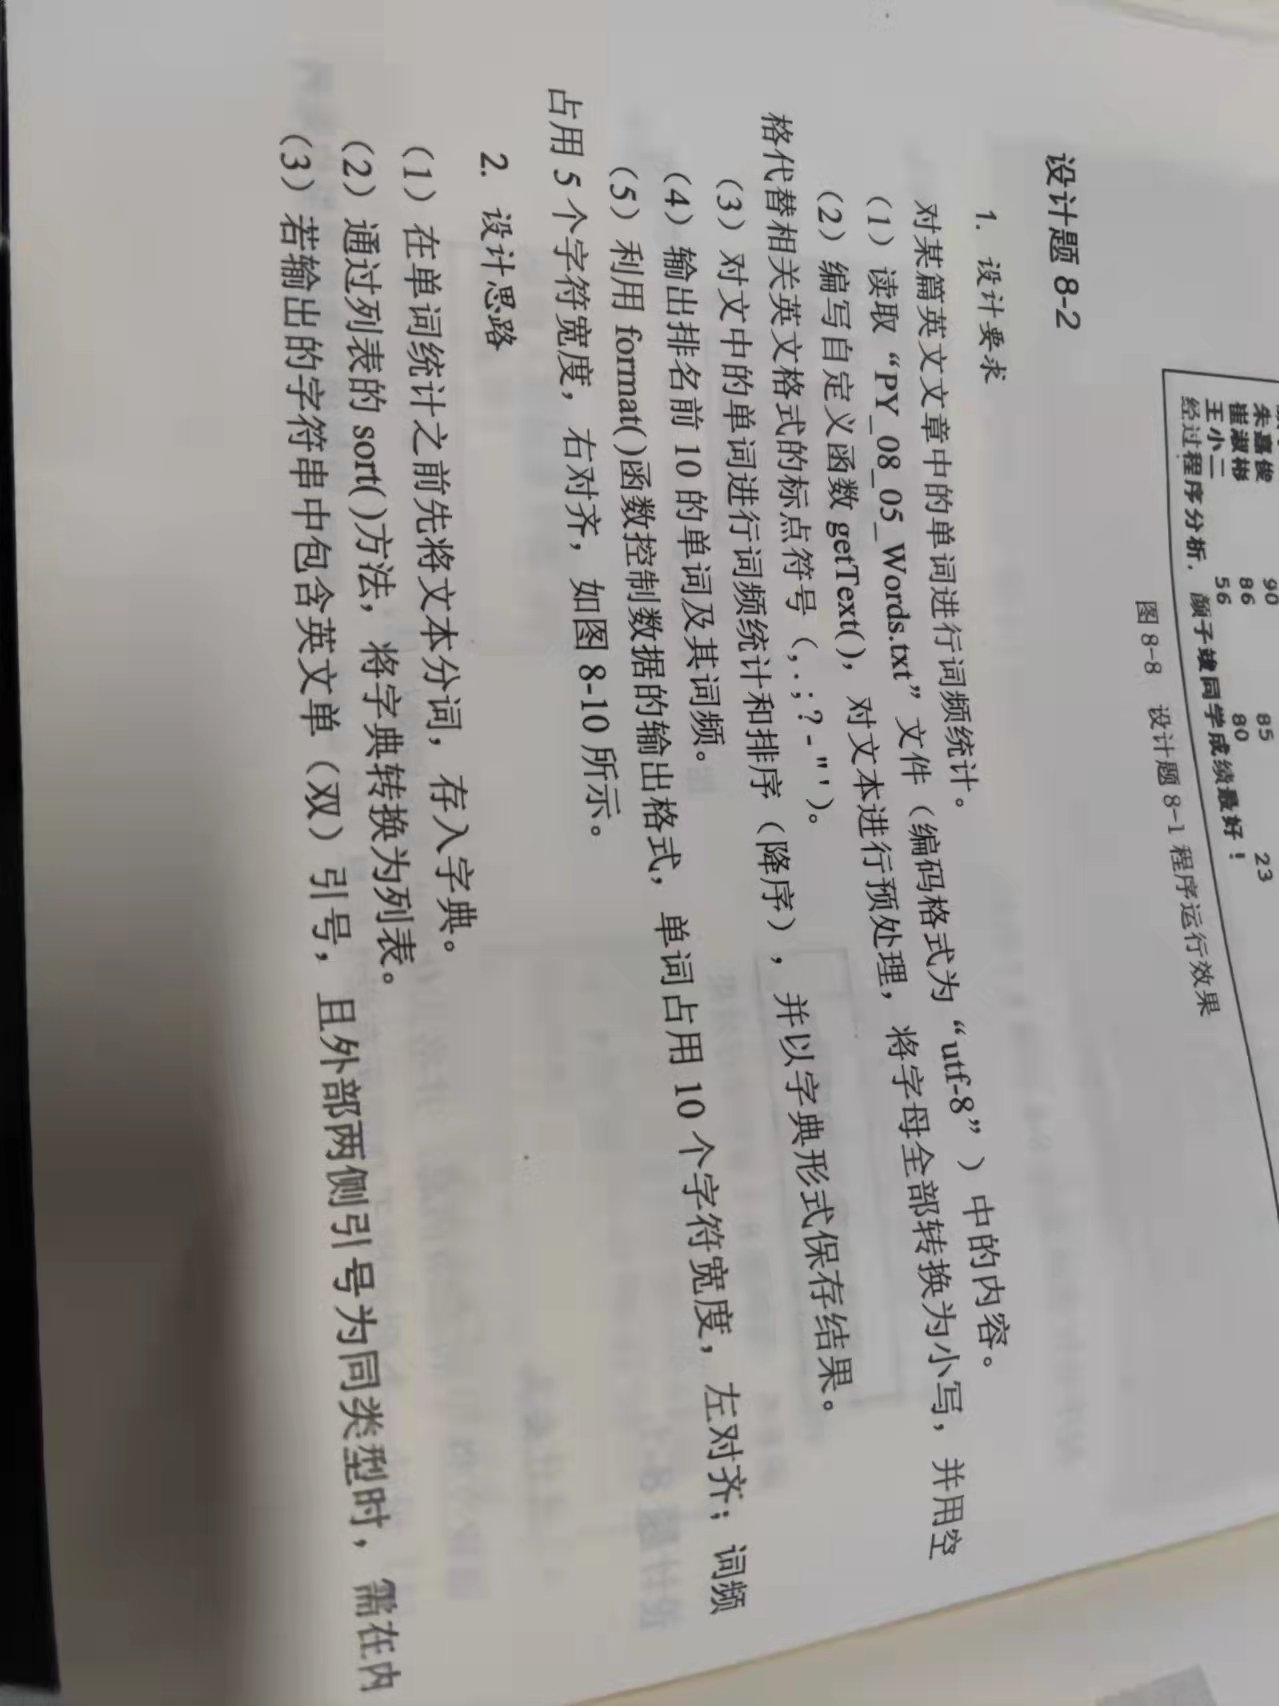 朱嘉俊 90 85
崔淑彬 86 80 23
王小二 56
经过程序分析，颜子竣同学成绩最好！
图 8-8 设计题 8-1 程序运行效果
设计题 8-2
1. 设计要求
对某篇英文文章中的单词进行词频统计。
（1）读取“PY_08_05_Words.txt”文件（编码格式为“utf-8”）中的内容。
（2）编写自定义函数 getText()，对文本进行预处理，将字母全部转换为小写，并用空
格代替相关英文格式的标点符号（, . ; ? - " '）。
（3）对文中的单词进行词频统计和排序（降序），并以字典形式保存结果。
（4）输出排名前 10 的单词及其词频。
（5）利用 format()函数控制数据的输出格式，单词占用 10 个字符宽度，左对齐；词频
占用 5 个字符宽度，右对齐，如图 8-10 所示。
2. 设计思路
（1）在单词统计之前先将文本分词，存入字典。
（2）通过列表的 sort()方法，将字典转换为列表。
（3）若输出的字符串中包含英文单（双）引号，且外部两侧引号为同类型时，需在内